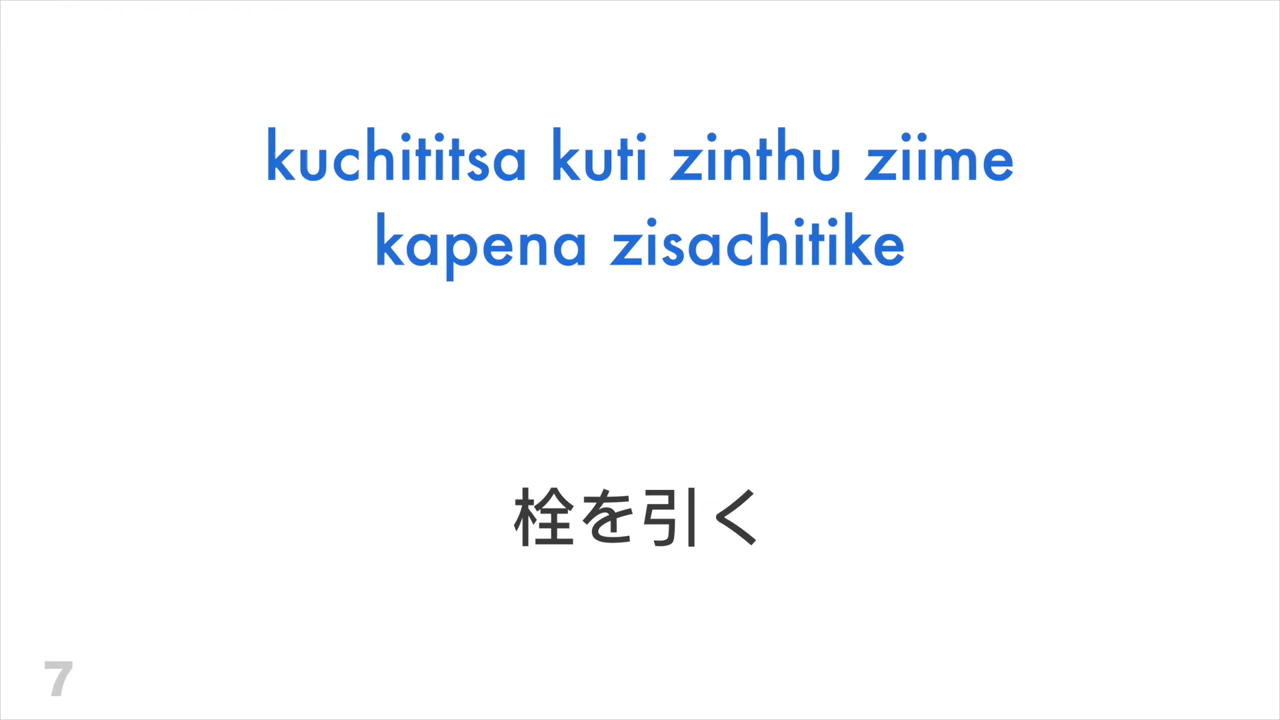 kuchititsa kuti zinthu ziime
kapena zisachitike
栓を引く
7